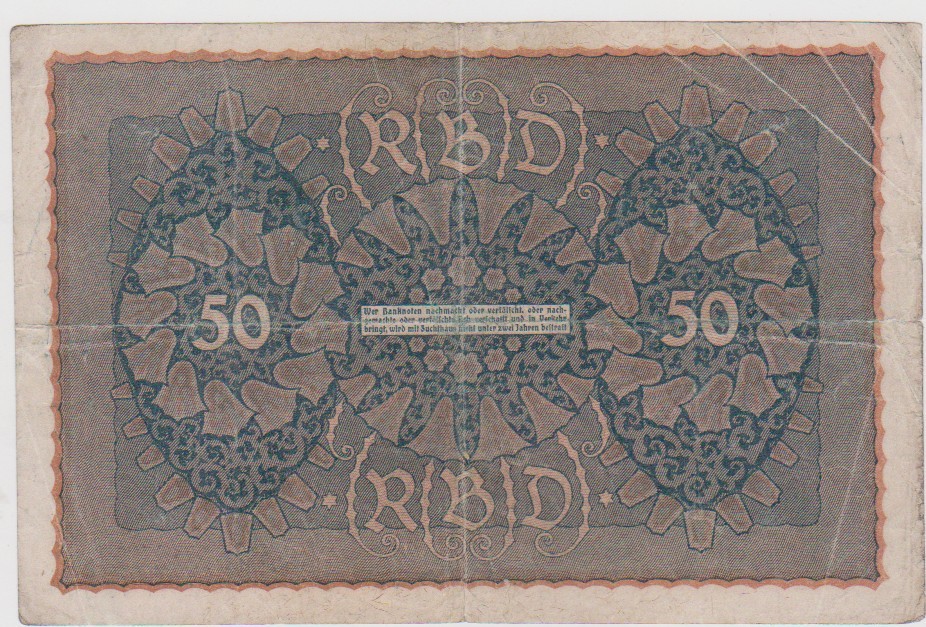 RBD
50
Wer Banknoten nachmacht oder verfälscht, oder nach-
gemachte oder verfälschte sich verschafft und in Verkehr
bringt, wird mit Zuchthaus nicht unter zwei Jahren bestraft
50
RBD